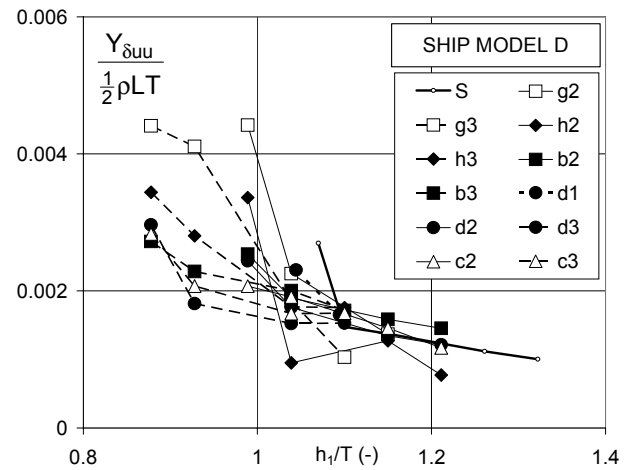 0.006
Yδuu
½ρLT
SHIP MODEL D
S g2
g3 h2
h3 b2
b3 d1
d2 d3
c2 c3
0.004
0.002
0
0.8 1 1.2 1.4
h₁/T (-)